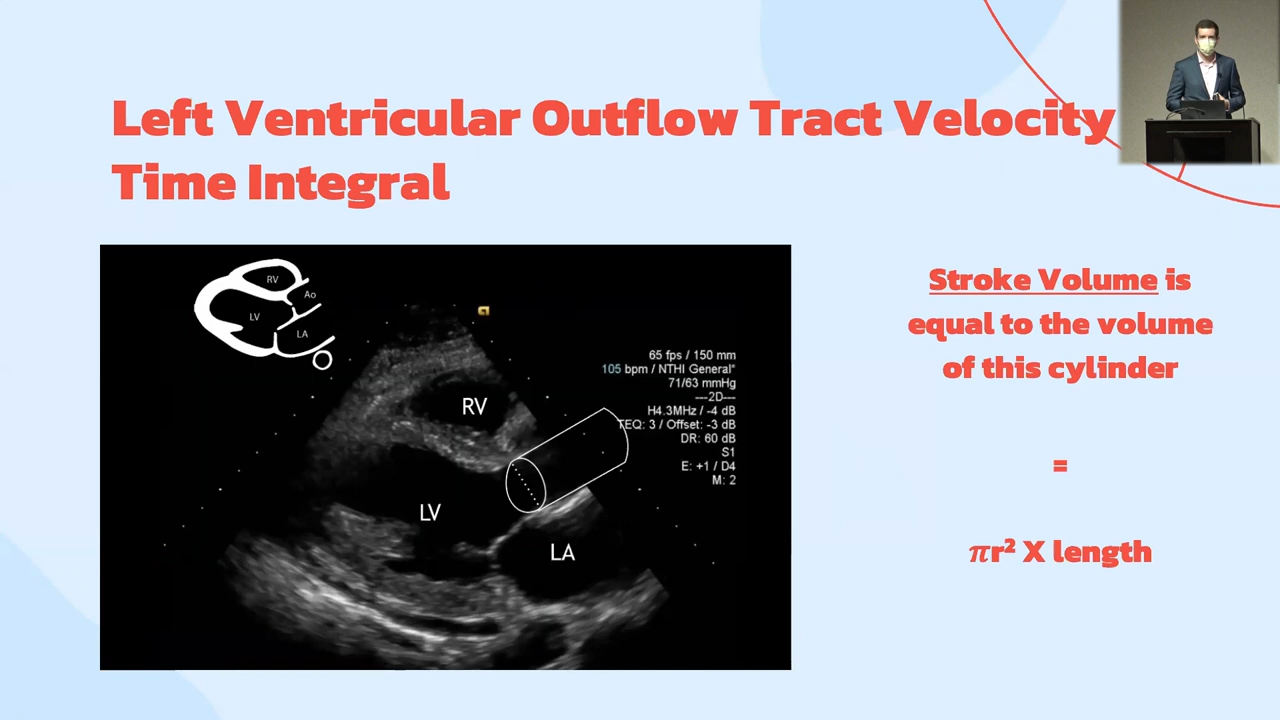 Left Ventricular Outflow Tract Velocity
Time Integral
RV
Ao
LV
LA
65 fps / 150 mm
105 bpm / NTHI General*
71/63 mmHg
---2D---
H4.3MHz / -4 dB
TEQ: 3 / Offset: -3 dB
DR: 60 dB
S1
E: +1 / D4
M: 2
RV
LV
LA
Stroke Volume is
equal to the volume
of this cylinder
=
πr² X length